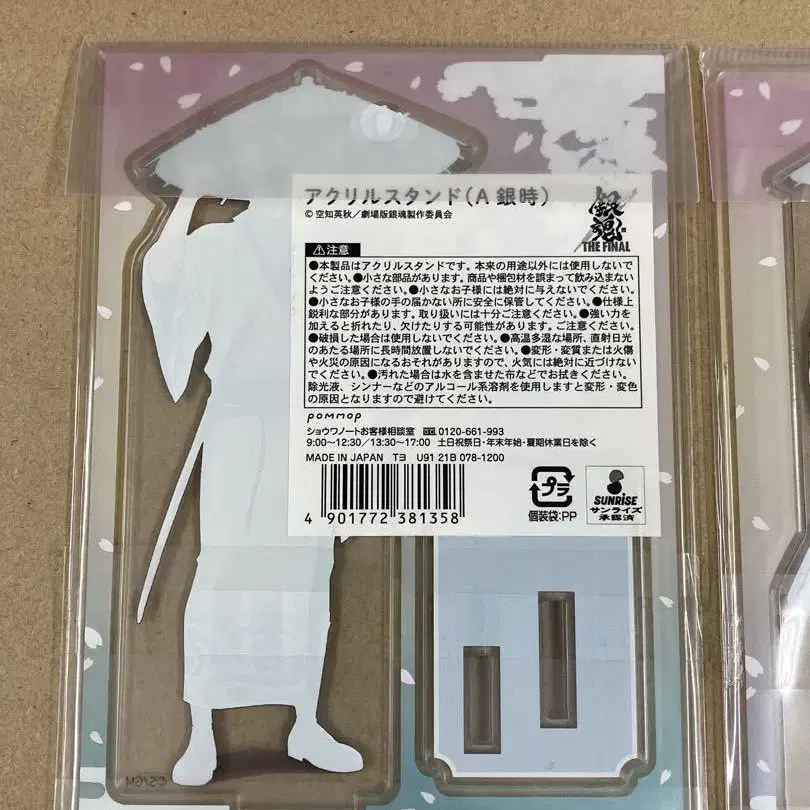 アクリルスタンド(A 銀時)
© 空知英秋/劇場版銀魂製作委員会
銀魂
THE FINAL
⚠注意
●本製品はアクリルスタンドです。本来の用途以外には使用しないで
ください。●小さな部品があります。商品や梱包材を誤まって飲み込まない
ようご注意ください。●小さなお子様には絶対に与えないでください。
●小さなお子様の手の届かない所に安全に保管してください。●仕様上
鋭利な部分があります。取り扱いには十分ご注意ください。●強い力を
加えると折れたり、欠けたりする可能性があります。ご注意ください。
●破損した場合は使用しないでください。●高温多湿な場所、直射日光
のあたる場所に長時間放置しないでください。●変形・変質または火傷
や火災の原因になるおそれがありますので、火気には絶対に近づけない
でください。●汚れた場合は水を含ませた布などでお拭きください。
除光液、シンナーなどのアルコール系溶剤を使用しますと変形・変色
の原因となりますので避けてください。
pommop
ショウワノートお客様相談室 0120-661-993
9:00~12:30/13:30~17:00 土日祝祭日・年末年始・夏期休業日を除く
MADE IN JAPAN Tヨ U91 21B 078-1200
4 901772 381358
プラ
個装袋:PP
SUNRISE
サンライズ
承認済